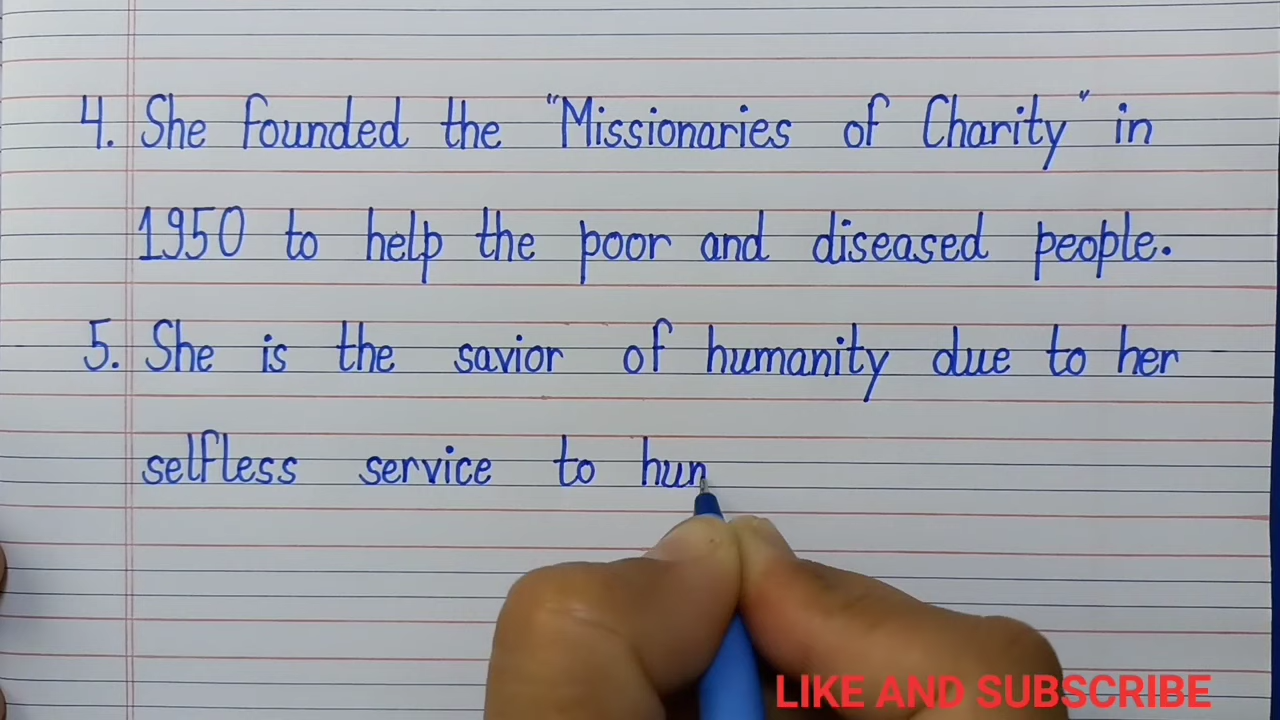 4. She founded the "Missionaries of Charity" in
1950 to help the poor and diseased people.
5. She is the savior of humanity due to her
selfless service to hun
LIKE AND SUBSCRIBE